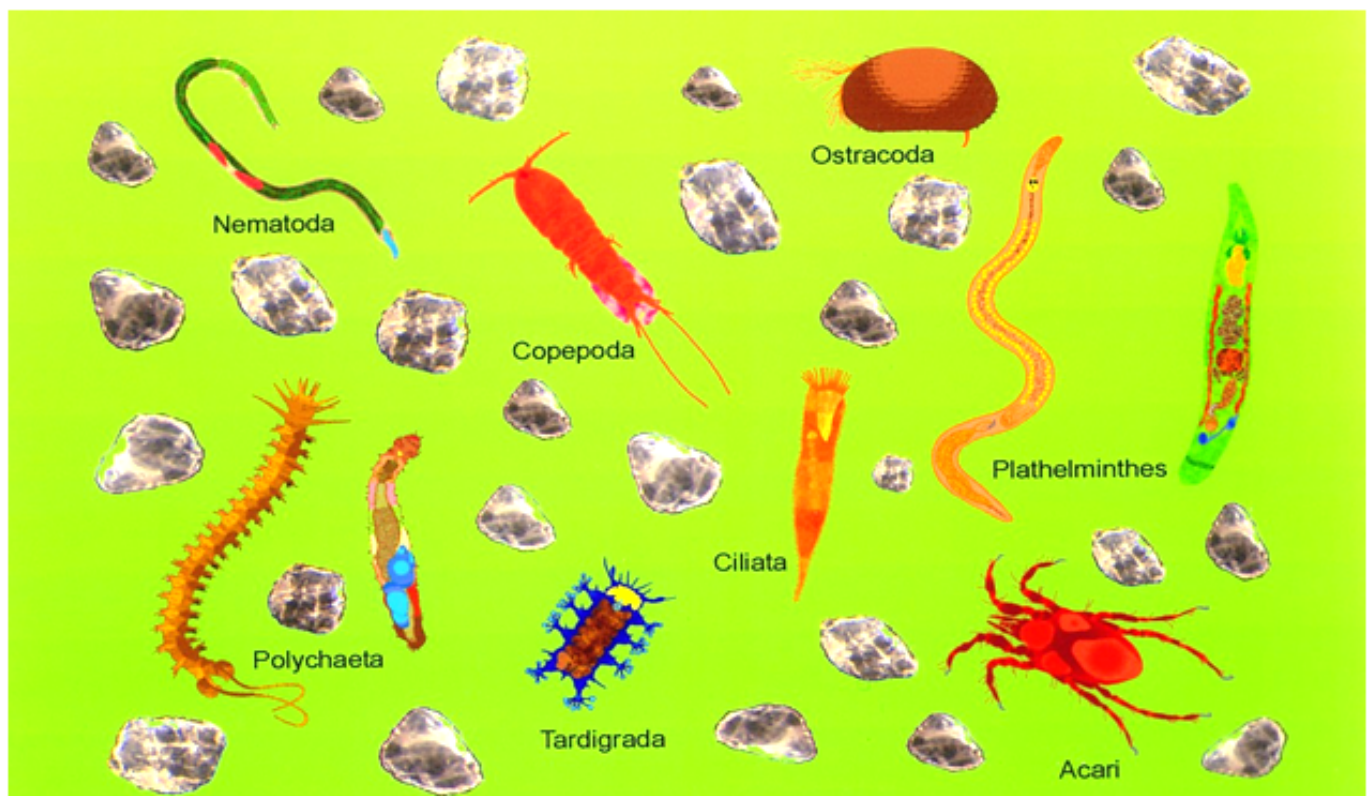 Ostracoda
Nematoda
Copepoda
Plathelminthes
Ciliata
Polychaeta
Tardigrada
Acari